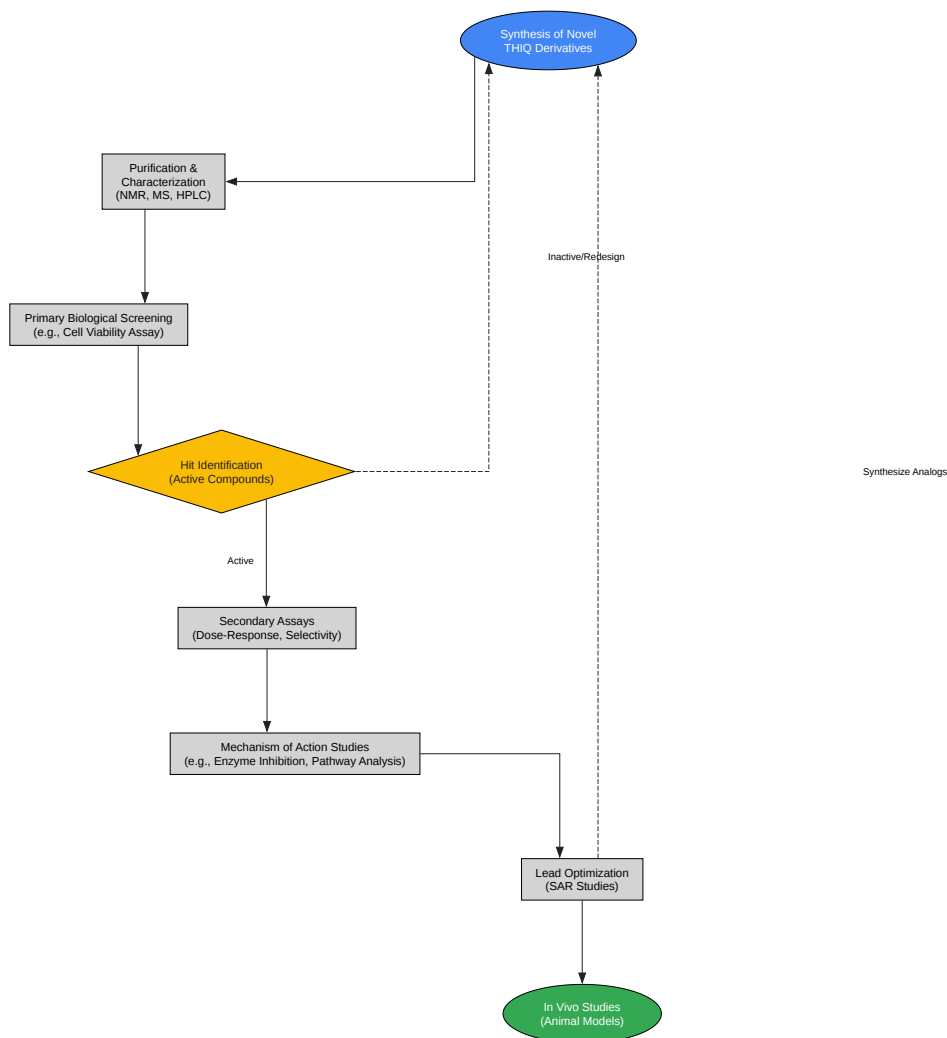 Synthesis of Novel
THIQ Derivatives
Purification &
Characterization
(NMR, MS, HPLC)
Inactive/Redesign
Primary Biological Screening
(e.g., Cell Viability Assay)
Hit Identification
(Active Compounds)
Synthesize Analogs
Active
Secondary Assays
(Dose-Response, Selectivity)
Mechanism of Action Studies
(e.g., Enzyme Inhibition, Pathway Analysis)
Lead Optimization
(SAR Studies)
In Vivo Studies
(Animal Models)